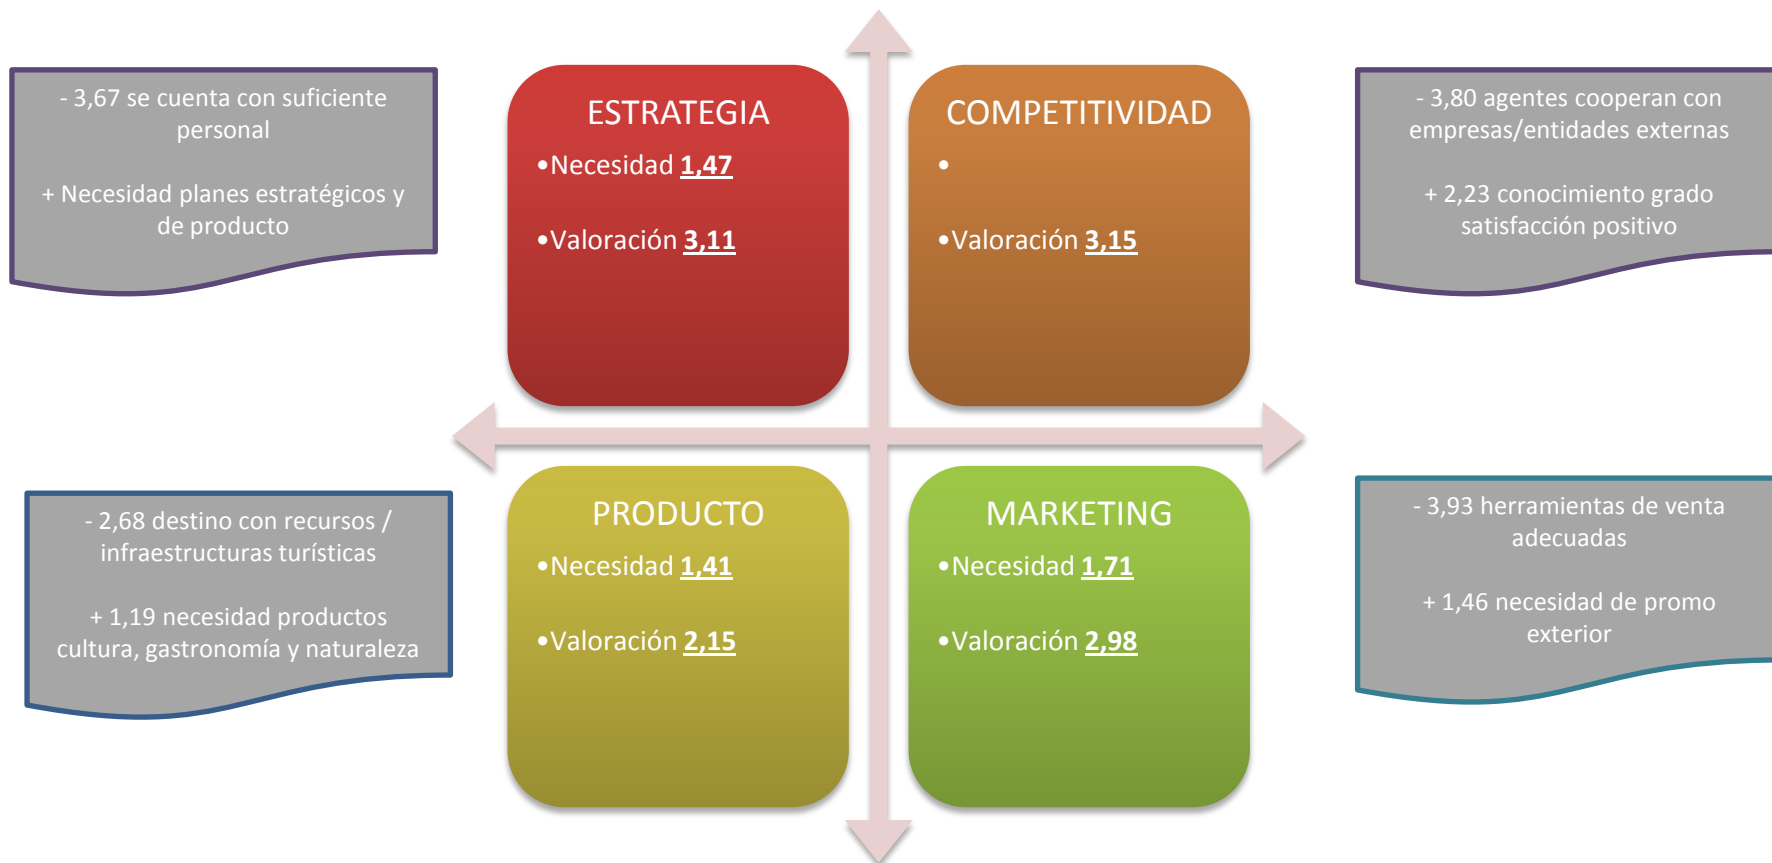 - 3,67 se cuenta con suficiente
personal
+ Necesidad planes estratégicos y
de producto
ESTRATEGIA
•Necesidad 1,47
•Valoración 3,11
COMPETITIVIDAD
•
•Valoración 3,15
- 3,80 agentes cooperan con
empresas/entidades externas
+ 2,23 conocimiento grado
satisfacción positivo
- 2,68 destino con recursos /
infraestructuras turísticas
+ 1,19 necesidad productos
cultura, gastronomía y naturaleza
PRODUCTO
•Necesidad 1,41
•Valoración 2,15
MARKETING
•Necesidad 1,71
•Valoración 2,98
- 3,93 herramientas de venta
adecuadas
+ 1,46 necesidad de promo
exterior